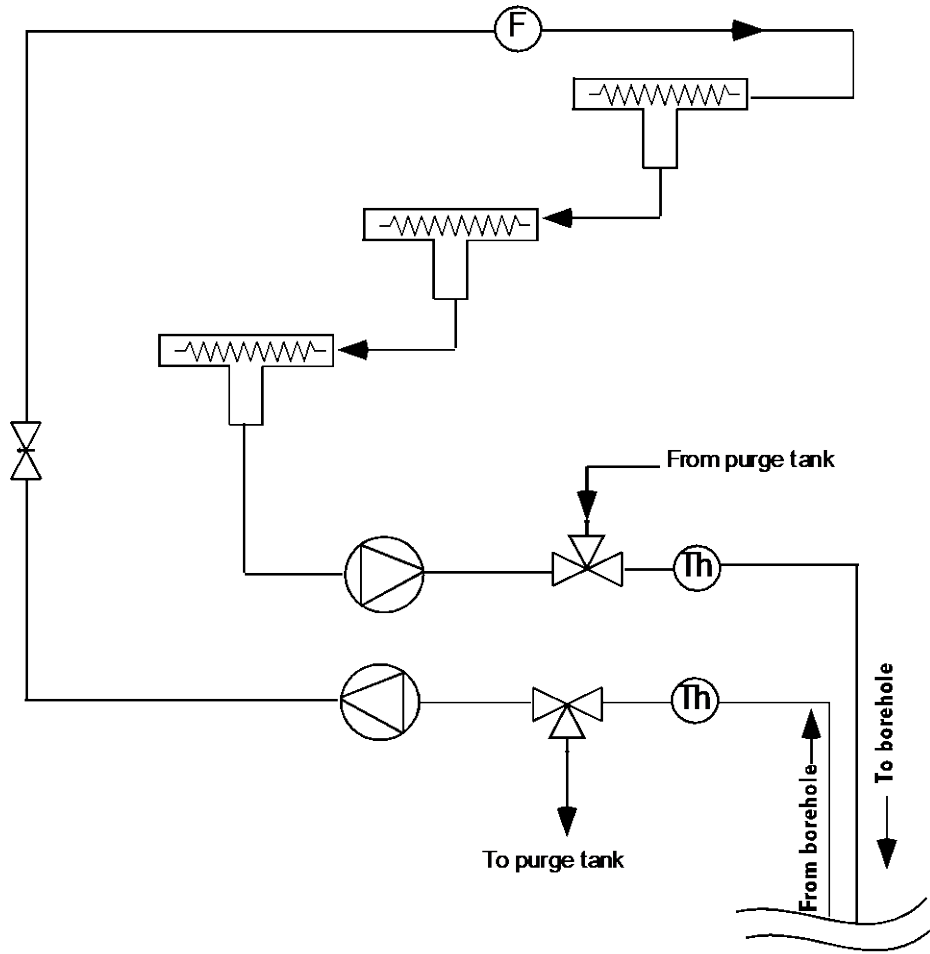 F
From purge tank
Th
Th
To borehole
From borehole
To purge tank